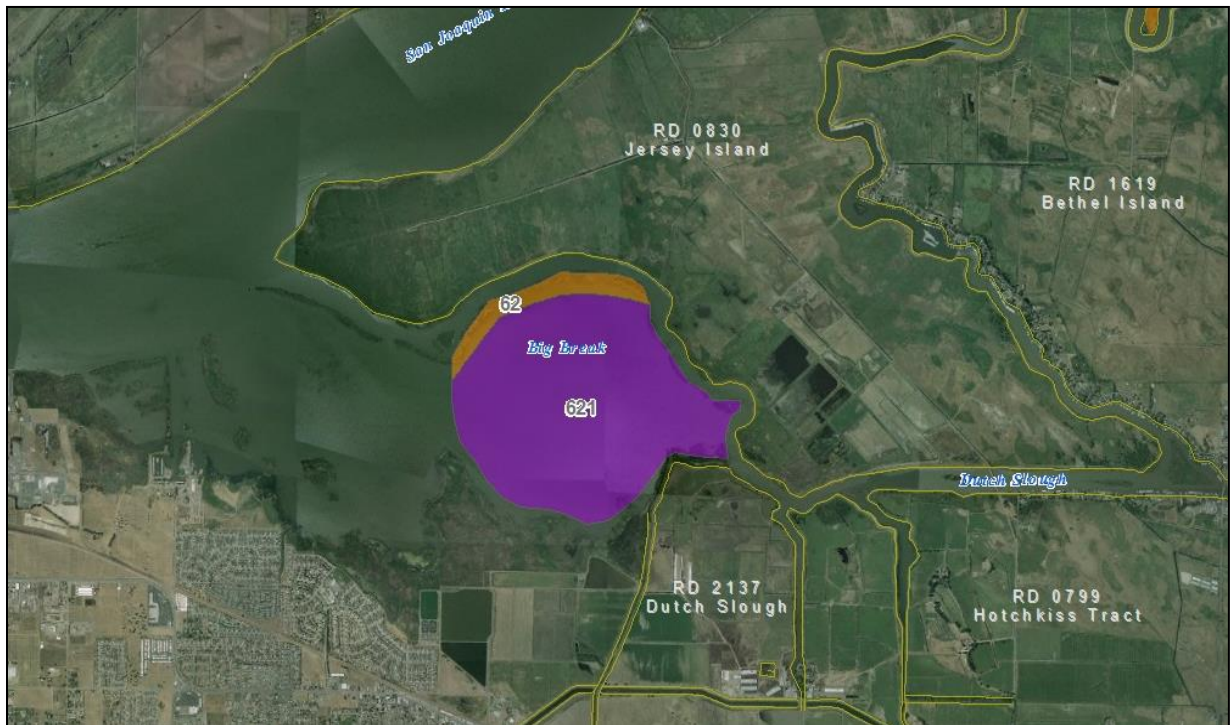 San Joaquin
RD 0830
Jersey Island
RD 1619
Bethel Island
62
Big Break
621
Dutch Slough
RD 2137
Dutch Slough
RD 0799
Hotchkiss Tract